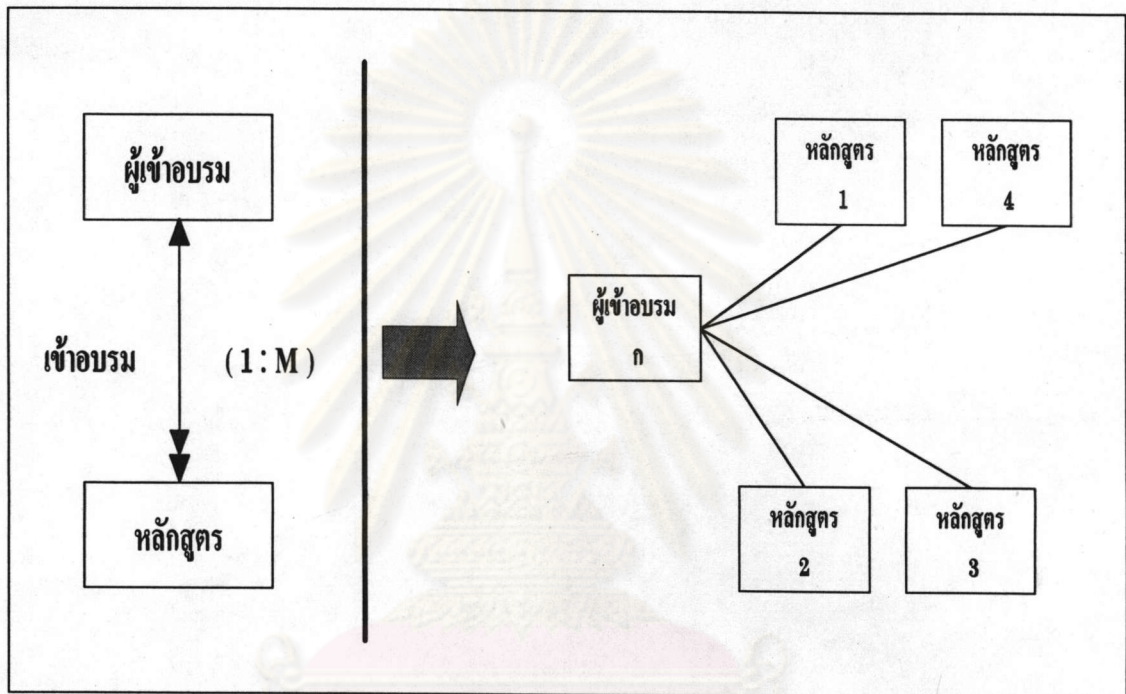 ผู้เข้าอบรม
เข้าอบรม (1:M)
หลักสูตร
หลักสูตร
1
หลักสูตร
4
ผู้เข้าอบรม
ก
หลักสูตร
2
หลักสูตร
3